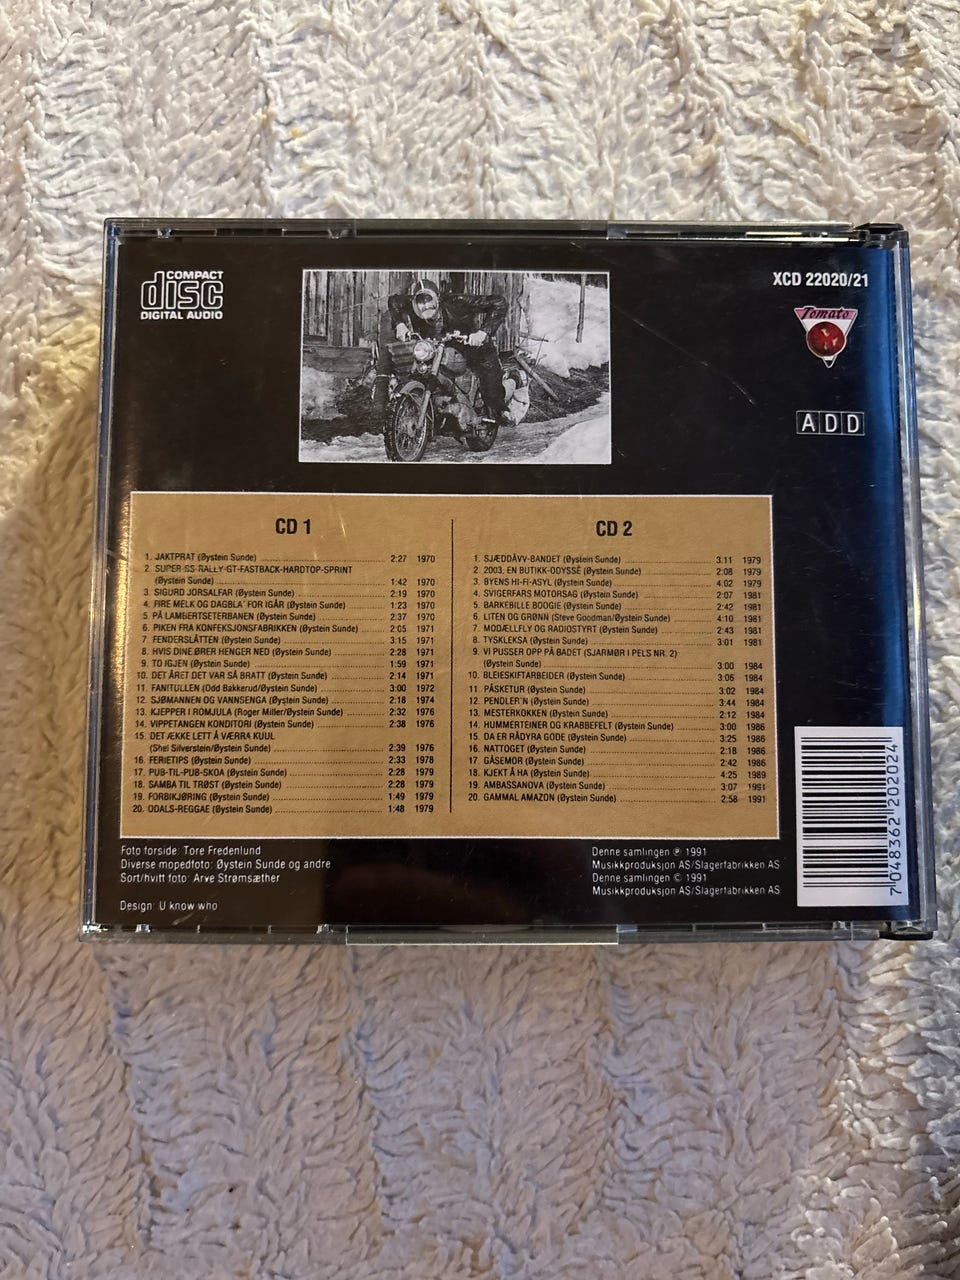 COMPACT
disc
DIGITAL AUDIO
XCD 22020/21
Tomato
ADD
CD 1
1. JAKTPRAT (Øystein Sunde) 2:27 1970
2. SUPER-SS-RALLY-GT-FASTBACK-HARDTOP-SPRINT
(Øystein Sunde) 1:42 1970
3. SIGURD JORSALFAR (Øystein Sunde) 2:19 1970
4. FIRE MELK OG DAGBLA' FOR IGÅR (Øystein Sunde) 1:23 1970
5. PÅ LAMBERTSETERBANEN (Øystein Sunde) 2:37 1970
6. PIKEN FRA KONFEKSJONSFABRIKKEN (Øystein Sunde) 2:05 1971
7. FENDERSLÅTTEN (Øystein Sunde) 3:15 1971
8. HVIS DINE ØRER HENGER NED (Øystein Sunde) 2:28 1971
9. TO IGJEN (Øystein Sunde) 1:59 1971
10. DET ÅRET DET VAR SÅ BRATT (Øystein Sunde) 2:14 1971
11. FANITULLEN (Odd Bakkerud/Øystein Sunde) 3:00 1972
12. SJØMANNEN OG VANNSENGA (Øystein Sunde) 2:18 1974
13. KJEPPER I ROMJULA (Roger Miller/Øystein Sunde) 2:32 1976
14. VIPPETANGEN KONDITORI (Øystein Sunde) 2:38 1976
15. DET ÆKKE LETT Å VÆRRA KUUL
(Shel Silverstein/Øystein Sunde) 2:39 1976
16. FERIETIPS (Øystein Sunde) 2:33 1978
17. PUB-TIL-PUB-SKOA (Øystein Sunde) 2:28 1979
18. SAMBA TIL TRØST (Øystein Sunde) 2:28 1979
19. FORBIKJØRING (Øystein Sunde) 1:49 1979
20. ODALS-REGGAE (Øystein Sunde) 1:48 1979
CD 2
1. SJÆDDÅVV-BANDET (Øystein Sunde) 3:11 1979
2. 2003, EN BUTIKK-ODYSSÉ (Øystein Sunde) 2:08 1979
3. BYENS HI-FI-ASYL (Øystein Sunde) 4:02 1979
4. SVIGERFARS MOTORSAG (Øystein Sunde) 2:07 1981
5. BARKEBILLE BOOGIE (Øystein Sunde) 2:42 1981
6. LITEN OG GRØNN (Steve Goodman/Øystein Sunde) 4:10 1981
7. MODÆLLFLY OG RADIOSTYRT (Øystein Sunde) 2:43 1981
8. TYSKLEKSA (Øystein Sunde) 3:01 1981
9. VI PUSSER OPP PÅ BADET (SJARMØR I PELS NR. 2)
(Øystein Sunde) 3:00 1984
10. BLEIESKIFTARBEIDER (Øystein Sunde) 3:06 1984
11. PÅSKETUR (Øystein Sunde) 3:02 1984
12. PENDLER'N (Øystein Sunde) 3:44 1984
13. MESTERKOKKEN (Øystein Sunde) 2:12 1984
14. HUMMERTEINER OG KRABBEFELT (Øystein Sunde) 3:00 1986
15. DA ER RÅDYRA GODE (Øystein Sunde) 3:25 1986
16. NATTOGET (Øystein Sunde) 2:18 1986
17. GÅSEMOR (Øystein Sunde) 2:42 1986
18. KJEKT Å HA (Øystein Sunde) 4:25 1989
19. AMBASSANOVA (Øystein Sunde) 3:07 1991
20. GAMMAL AMAZON (Øystein Sunde) 2:58 1991
Foto forside: Tore Fredenlund
Diverse mopedfoto: Øystein Sunde og andre
Sort/hvitt foto: Arve Strømsæther
Design: U know who
Denne samlingen ℗ 1991
Musikkproduksjon AS/Slagerfabrikken AS
Denne samlingen © 1991
Musikkproduksjon AS/Slagerfabrikken AS
7 048362 202024